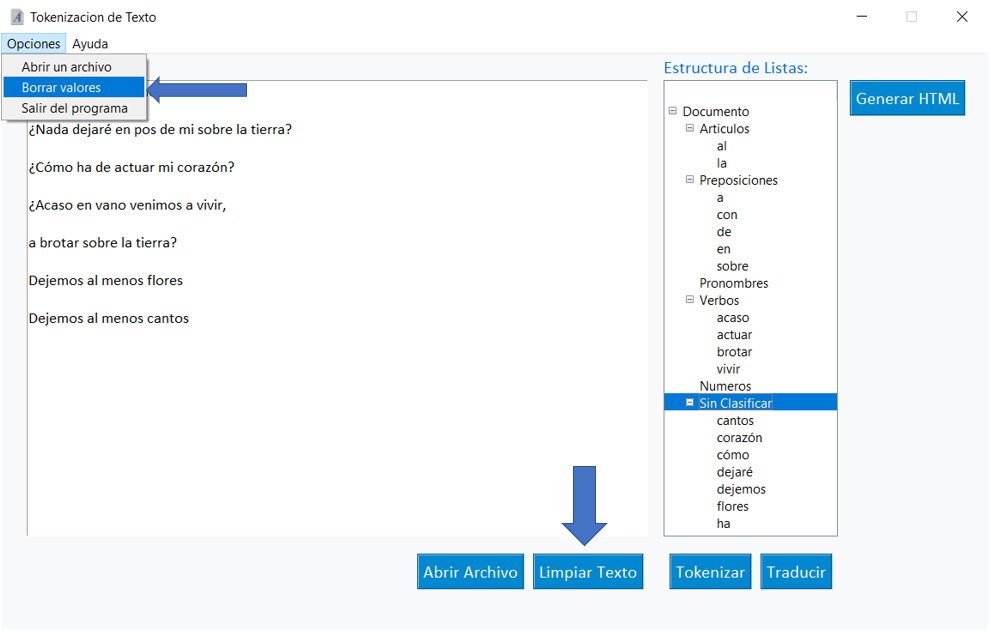 Tokenizacion de Texto
Opciones Ayuda
Abrir un archivo
Borrar valores
Salir del programa
¿Nada dejaré en pos de mi sobre la tierra?
¿Cómo ha de actuar mi corazón?
¿Acaso en vano venimos a vivir,
a brotar sobre la tierra?
Dejemos al menos flores
Dejemos al menos cantos
Estructura de Listas:
Documento
Articulos
al
la
Preposiciones
a
con
de
en
sobre
Pronombres
Verbos
acaso
actuar
brotar
vivir
Numeros
Sin Clasificar
cantos
corazón
cómo
dejaré
dejemos
flores
ha
Generar HTML
Abrir Archivo
Limpiar Texto
Tokenizar
Traducir